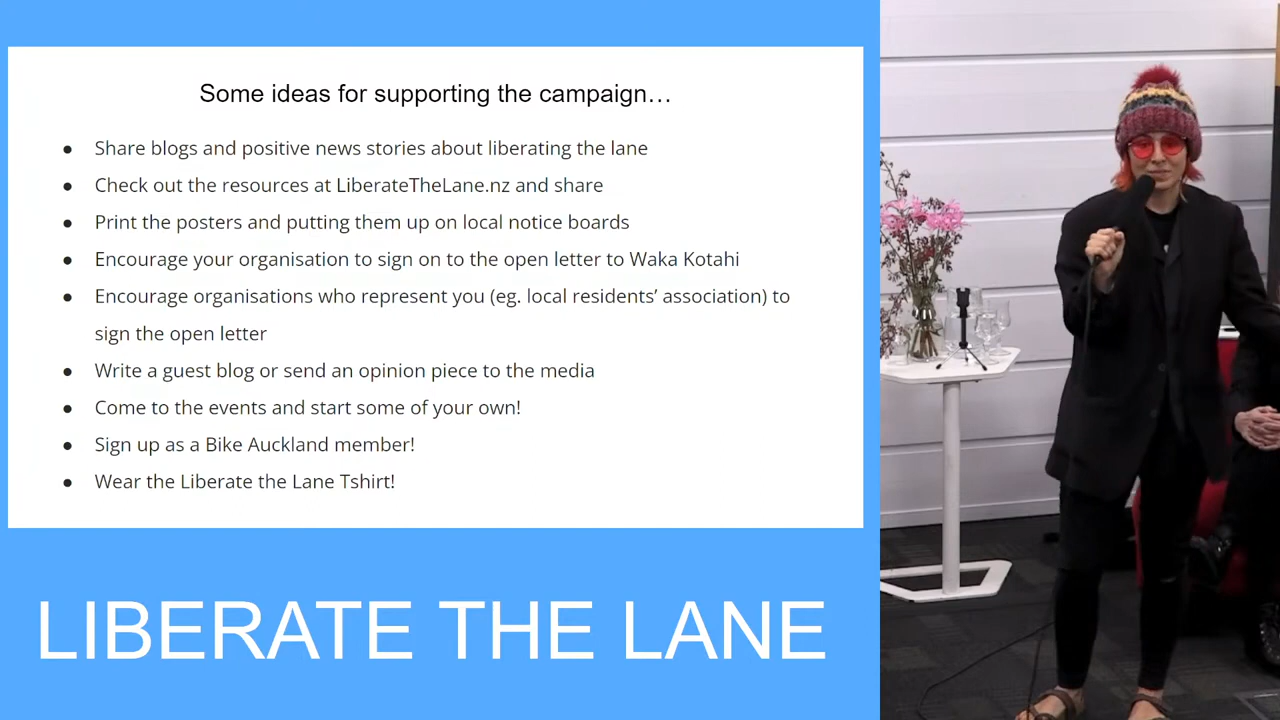 Some ideas for supporting the campaign…
● Share blogs and positive news stories about liberating the lane
● Check out the resources at LiberateTheLane.nz and share
● Print the posters and putting them up on local notice boards
● Encourage your organisation to sign on to the open letter to Waka Kotahi
● Encourage organisations who represent you (eg. local residents’ association) to
sign the open letter
● Write a guest blog or send an opinion piece to the media
● Come to the events and start some of your own!
● Sign up as a Bike Auckland member!
● Wear the Liberate the Lane Tshirt!
LIBERATE THE LANE